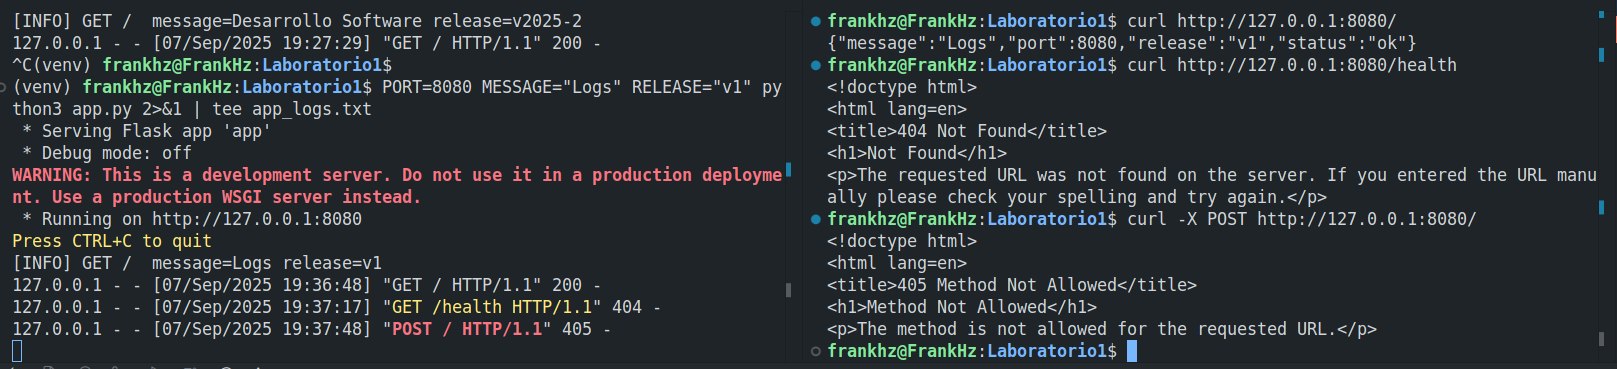 [INFO] GET /  message=Desarrollo Software release=v2025-2
127.0.0.1 - - [07/Sep/2025 19:27:29] "GET / HTTP/1.1" 200 -
^C(venv) frankhz@FrankHz:Laboratorio1$
(venv) frankhz@FrankHz:Laboratorio1$ PORT=8080 MESSAGE="Logs" RELEASE="v1" py
thon3 app.py 2>&1 | tee app_logs.txt
 * Serving Flask app 'app'
 * Debug mode: off
WARNING: This is a development server. Do not use it in a production deployme
nt. Use a production WSGI server instead.
 * Running on http://127.0.0.1:8080
Press CTRL+C to quit
[INFO] GET /  message=Logs release=v1
127.0.0.1 - - [07/Sep/2025 19:36:48] "GET / HTTP/1.1" 200 -
127.0.0.1 - - [07/Sep/2025 19:37:17] "GET /health HTTP/1.1" 404 -
127.0.0.1 - - [07/Sep/2025 19:37:48] "POST / HTTP/1.1" 405 -
frankhz@FrankHz:Laboratorio1$ curl http://127.0.0.1:8080/
{"message":"Logs","port":8080,"release":"v1","status":"ok"}
frankhz@FrankHz:Laboratorio1$ curl http://127.0.0.1:8080/health
<!doctype html>
<html lang=en>
<title>404 Not Found</title>
<h1>Not Found</h1>
<p>The requested URL was not found on the server. If you entered the URL manu
ally please check your spelling and try again.</p>
frankhz@FrankHz:Laboratorio1$ curl -X POST http://127.0.0.1:8080/
<!doctype html>
<html lang=en>
<title>405 Method Not Allowed</title>
<h1>Method Not Allowed</h1>
<p>The method is not allowed for the requested URL.</p>
frankhz@FrankHz:Laboratorio1$